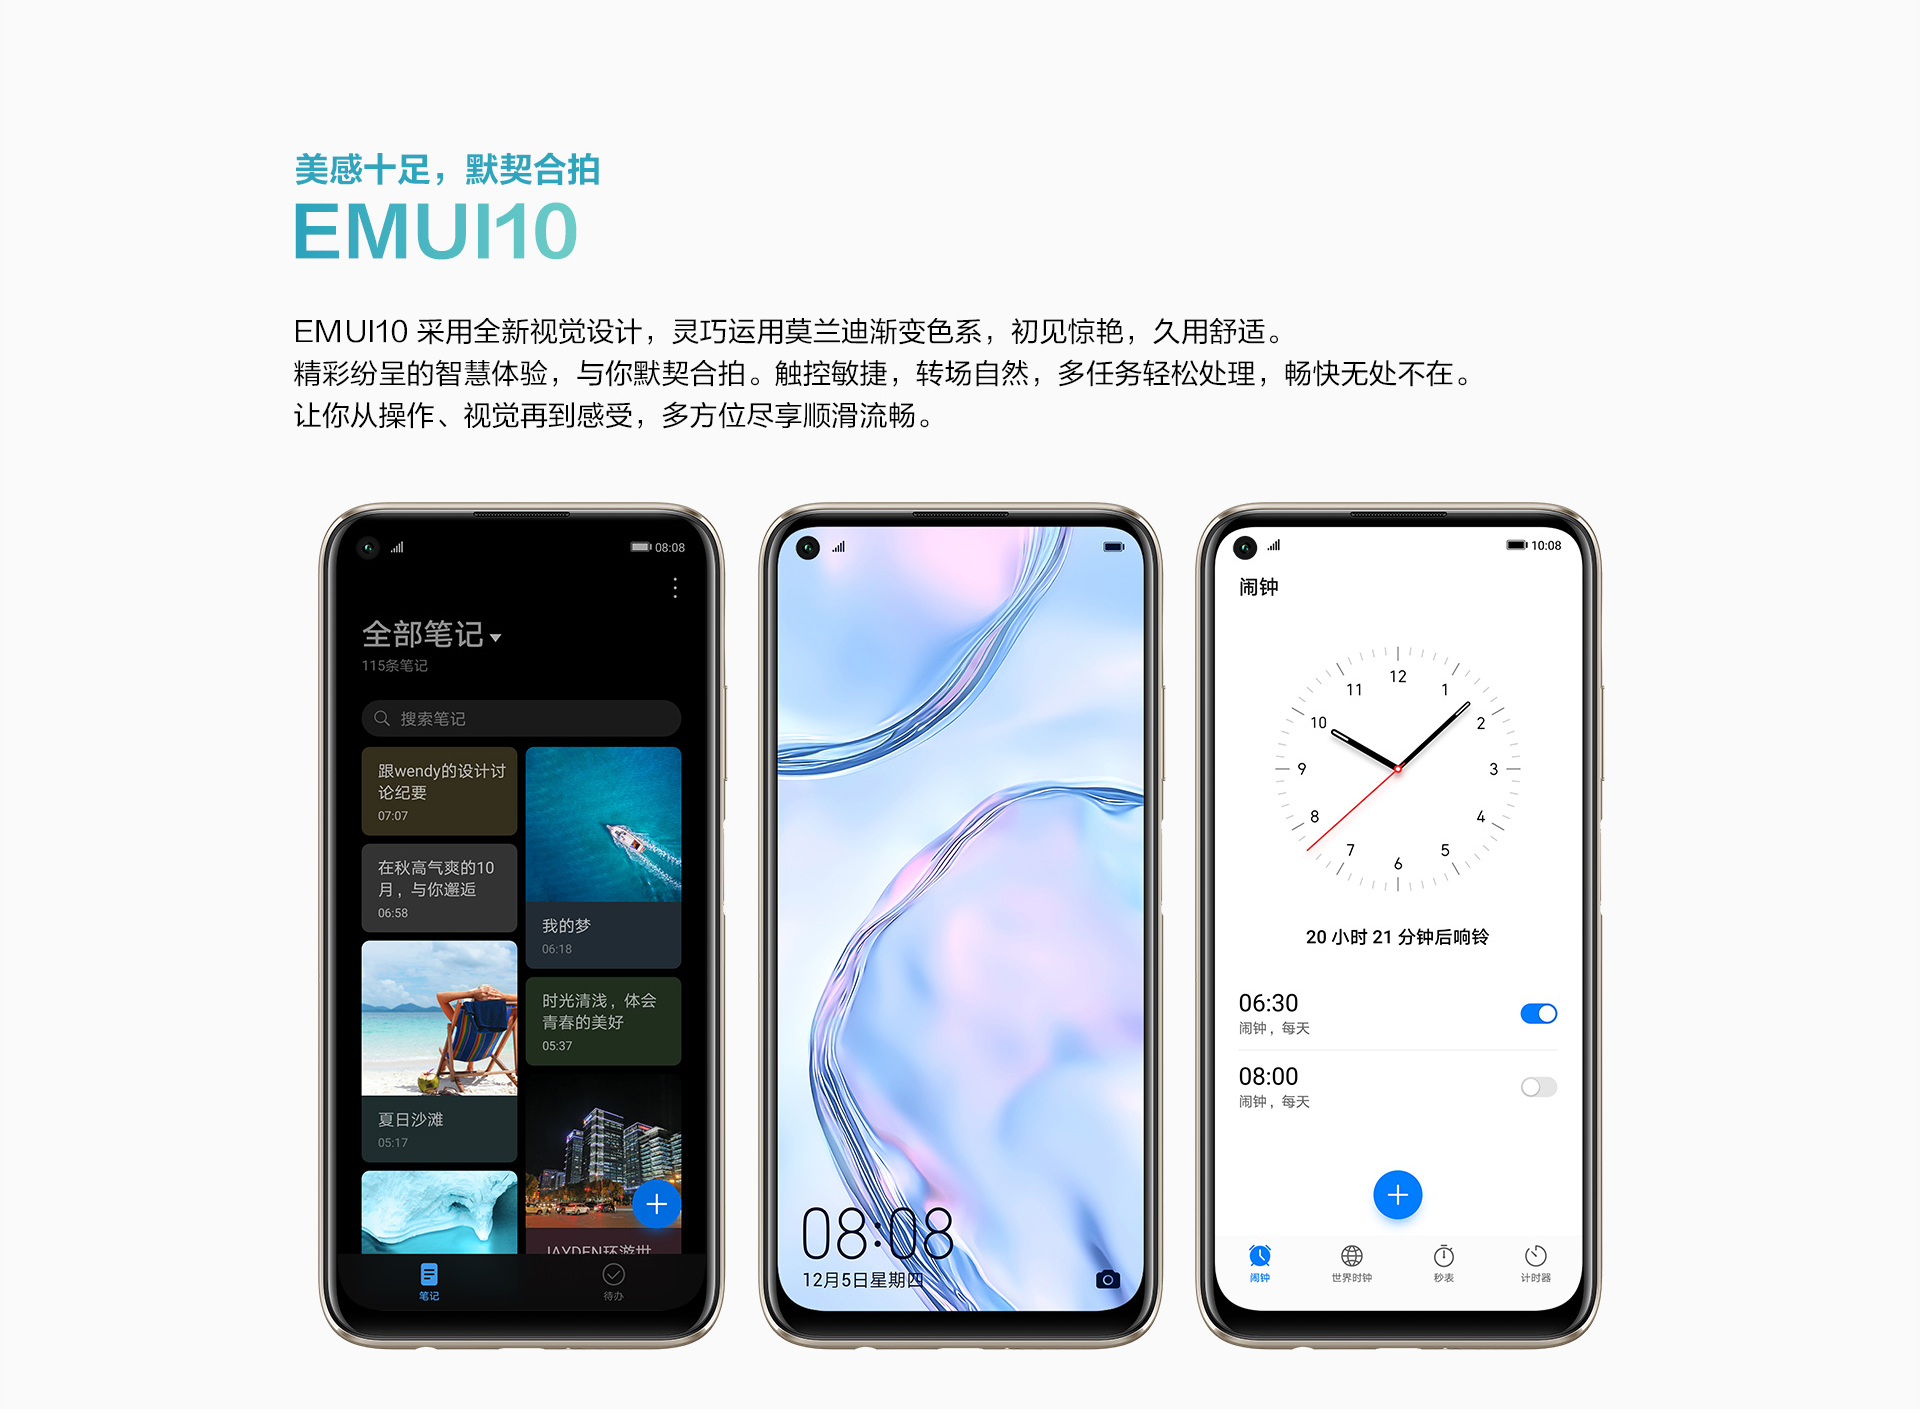 美感十足，默契合拍
EMUI10
EMUI10 采用全新视觉设计，灵巧运用莫兰迪渐变色系，初见惊艳，久用舒适。
精彩纷呈的智慧体验，与你默契合拍。触控敏捷，转场自然，多任务轻松处理，畅快无处不在。
让你从操作、视觉再到感受，多方位尽享顺滑流畅。
08:08
全部笔记
115条笔记
搜索笔记
跟wendy的设计讨
论纪要
07:07
在秋高气爽的10
月，与你邂逅
06:58
夏日沙滩
05:17
我的梦
06:18
时光清浅，体会
青春的美好
05:37
JAYDEN环游世
笔记
待办
08:08
12月5日星期四
10:08
闹钟
12
1
2
3
4
5
6
7
8
9
10
11
20 小时 21 分钟后响铃
06:30
闹钟，每天
08:00
闹钟，每天
闹钟
世界时钟
秒表
计时器